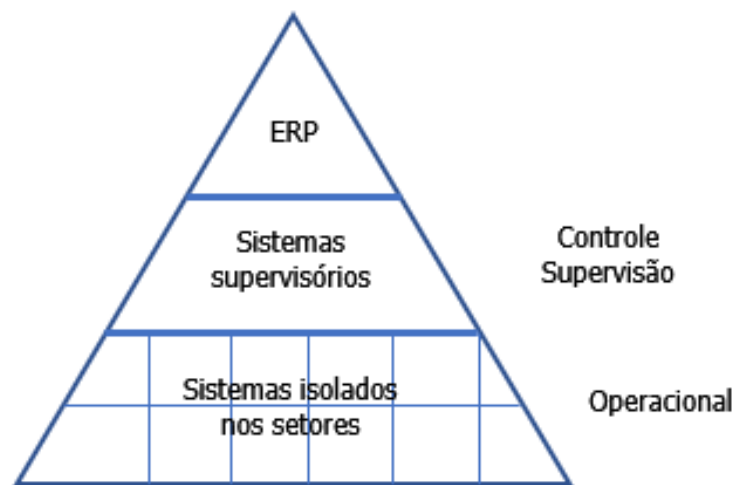 ERP
Sistemas
supervisórios
Controle
Supervisão
Sistemas isolados
nos setores
Operacional